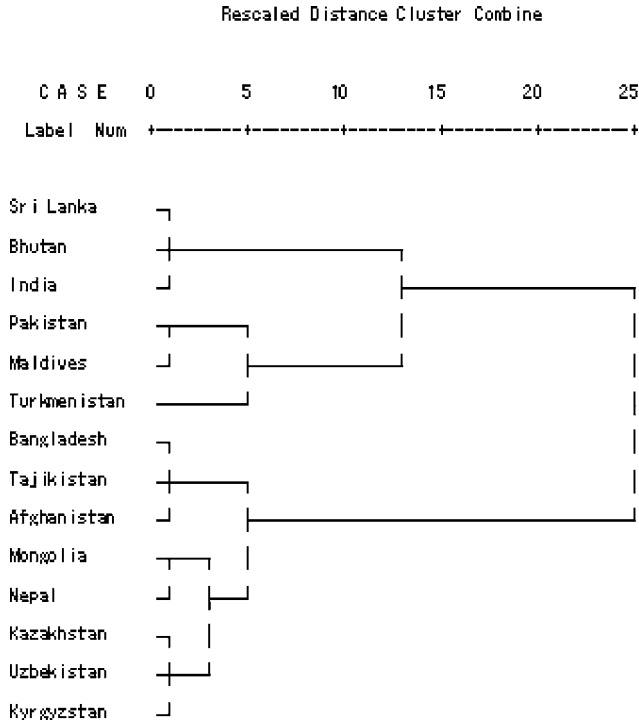 Rescaled Distance Cluster Combine
C A S E 0 5 10 15 20 25
Label Num +---------+---------+---------+---------+---------+
Sri Lanka
Bhutan
India
Pakistan
Maldives
Turkmenistan
Bangladesh
Tajikistan
Afghanistan
Mongolia
Nepal
Kazakhstan
Uzbekistan
Kyrgyzstan